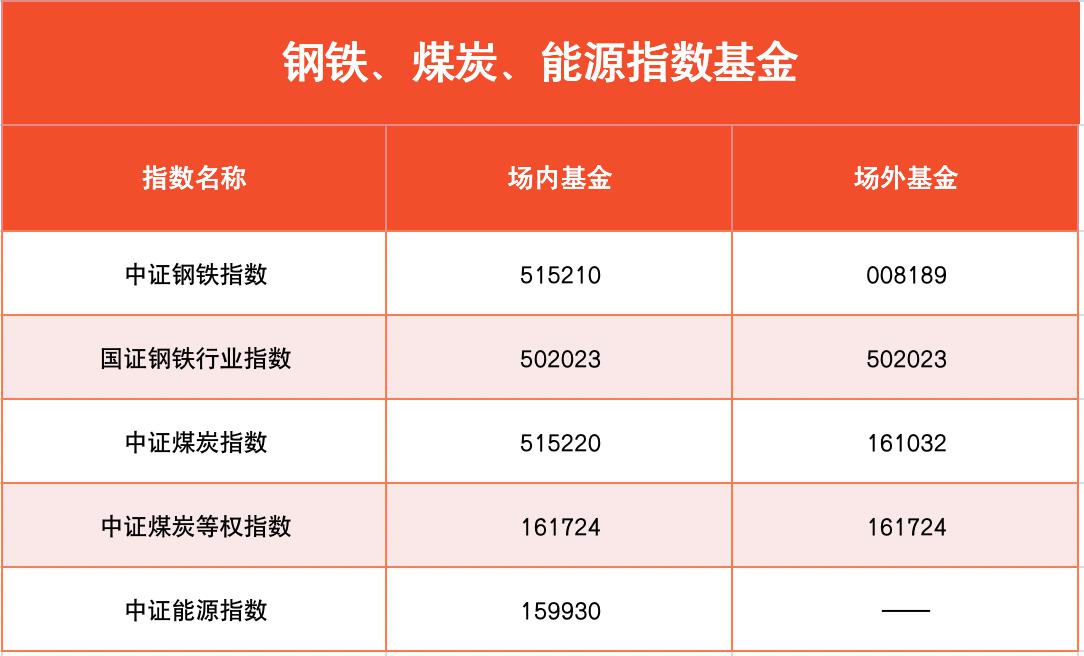 钢铁、煤炭、能源指数基金
指数名称 场内基金 场外基金
中证钢铁指数 515210 008189
国证钢铁行业指数 502023 502023
中证煤炭指数 515220 161032
中证煤炭等权指数 161724 161724
中证能源指数 159930 ——